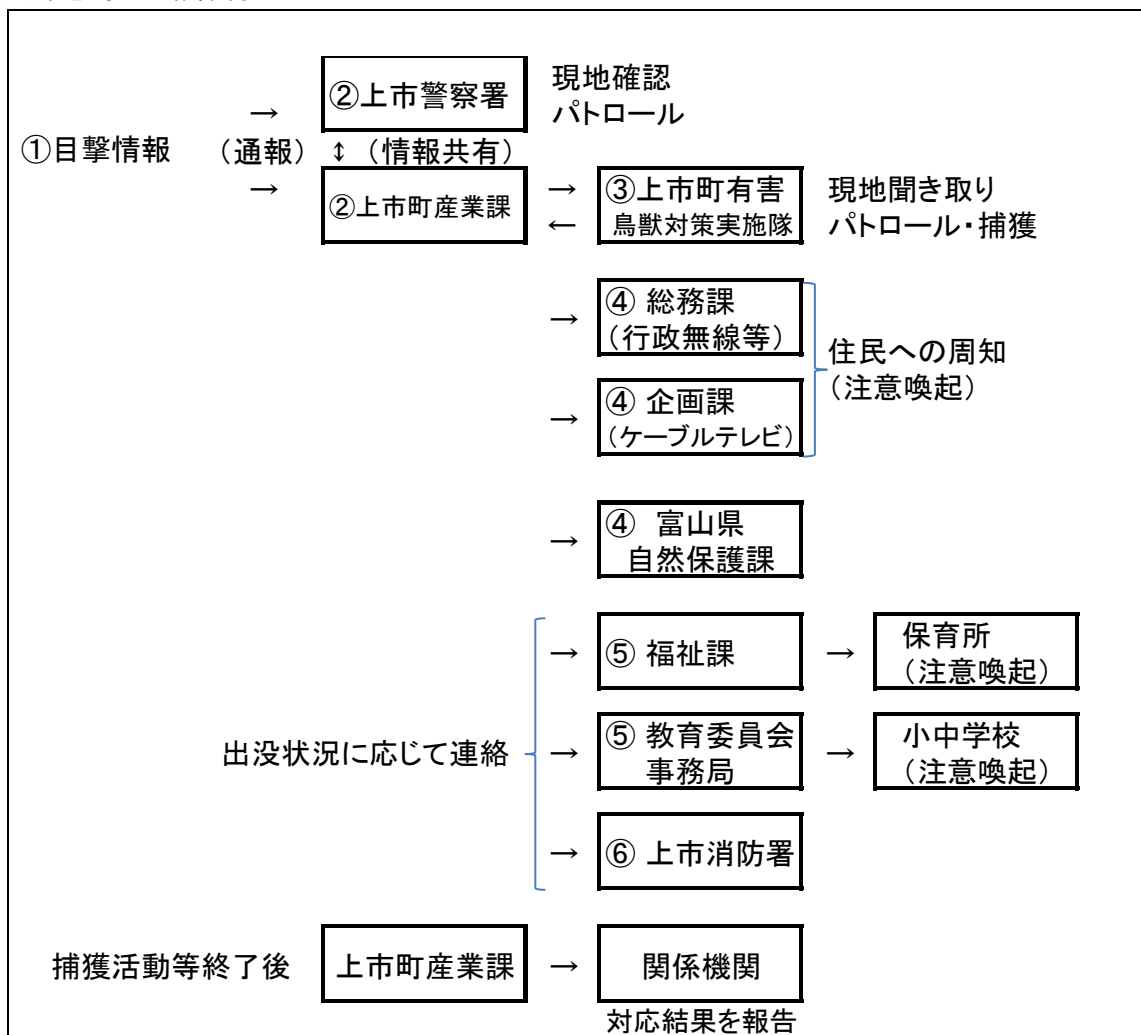 ②上市警察署
現地確認
パトロール
→
①目撃情報
(通報)
↕
(情報共有)
→
②上市町産業課
→
←
③上市町有害
鳥獣対策実施隊
現地聞き取り
パトロール・捕獲
→
④ 総務課
(行政無線等)
住民への周知
(注意喚起)
→
④ 企画課
(ケーブルテレビ)
→
④ 富山県
自然保護課
出没状況に応じて連絡
→
⑤ 福祉課
→
保育所
(注意喚起)
→
⑤ 教育委員会
事務局
→
小中学校
(注意喚起)
→
⑥ 上市消防署
捕獲活動等終了後
上市町産業課
→
関係機関
対応結果を報告